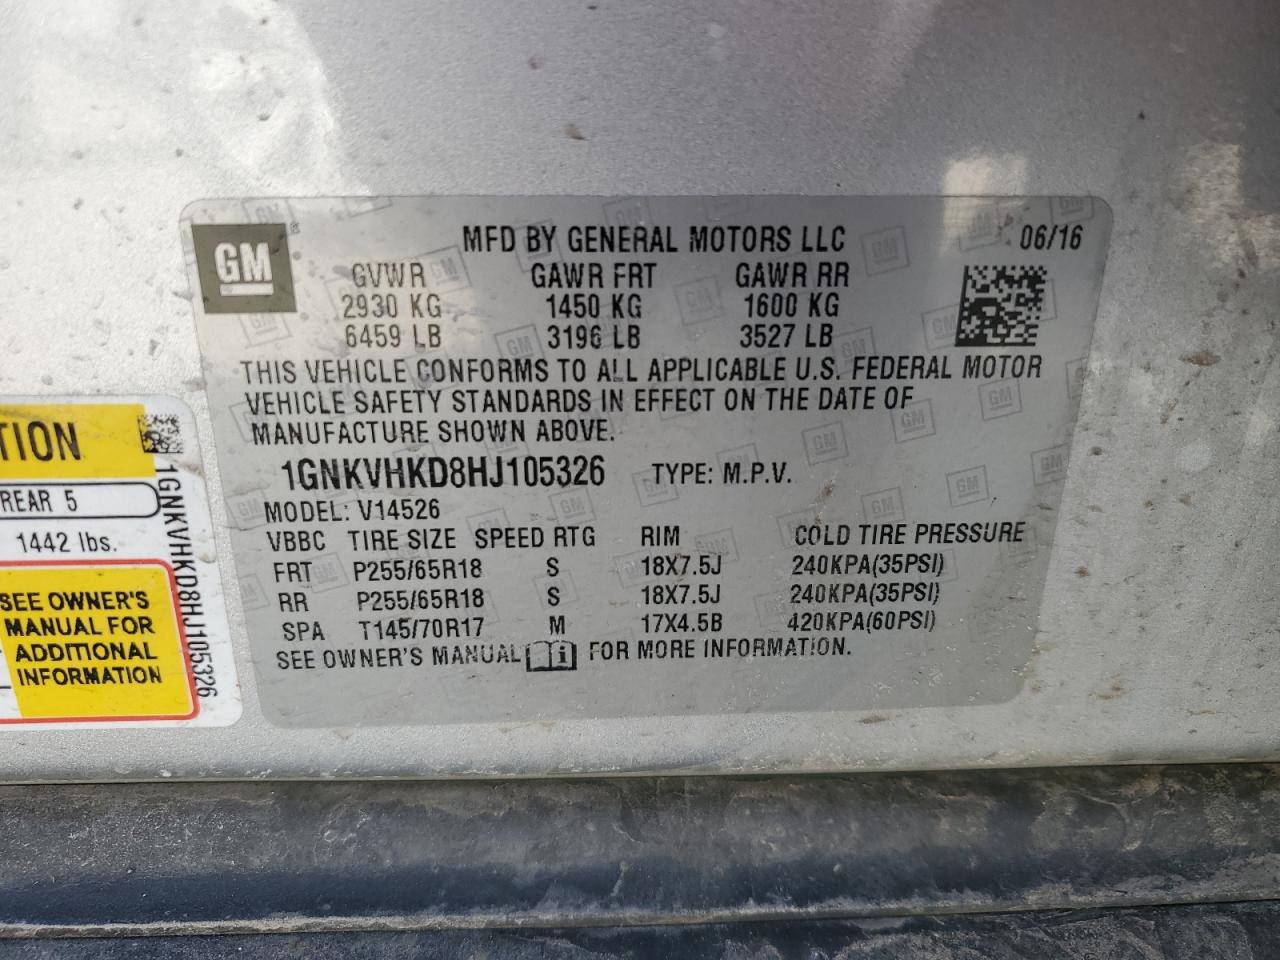 GM
MFD BY GENERAL MOTORS LLC 06/16
GVWR GAWR FRT GAWR RR
2930 KG 1450 KG 1600 KG
6459 LB 3196 LB 3527 LB
THIS VEHICLE CONFORMS TO ALL APPLICABLE U.S. FEDERAL MOTOR
VEHICLE SAFETY STANDARDS IN EFFECT ON THE DATE OF
MANUFACTURE SHOWN ABOVE.
1GNKVHKD8HJ105326 TYPE: M.P.V.
MODEL: V14526
VBBC TIRE SIZE SPEED RTG RIM COLD TIRE PRESSURE
FRT P255/65R18 S 18X7.5J 240KPA(35PSI)
RR P255/65R18 S 18X7.5J 240KPA(35PSI)
SPA T145/70R17 M 17X4.5B 420KPA(60PSI)
SEE OWNER'S MANUAL i FOR MORE INFORMATION.
TION
REAR 5
1442 lbs.
SEE OWNER'S
MANUAL FOR
ADDITIONAL
INFORMATION
1GNKVHKD8HJ105326